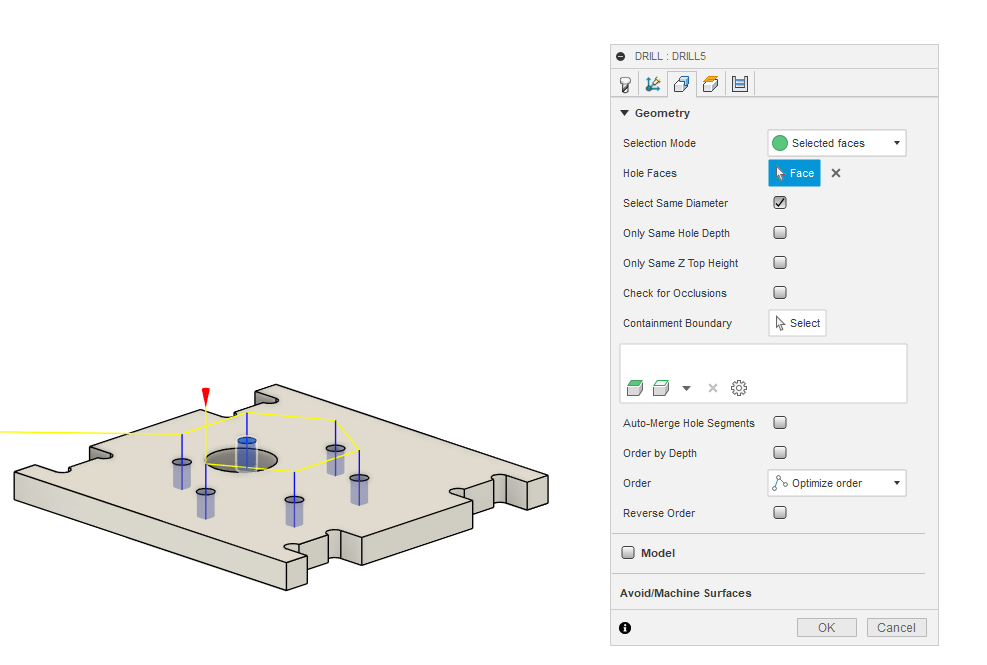 DRILL : DRILL5
Geometry
Selection Mode
Selected faces
Hole Faces
Face
Select Same Diameter
Only Same Hole Depth
Only Same Z Top Height
Check for Occlusions
Containment Boundary
Select
Auto-Merge Hole Segments
Order by Depth
Order
Optimize order
Reverse Order
Model
Avoid/Machine Surfaces
OK
Cancel